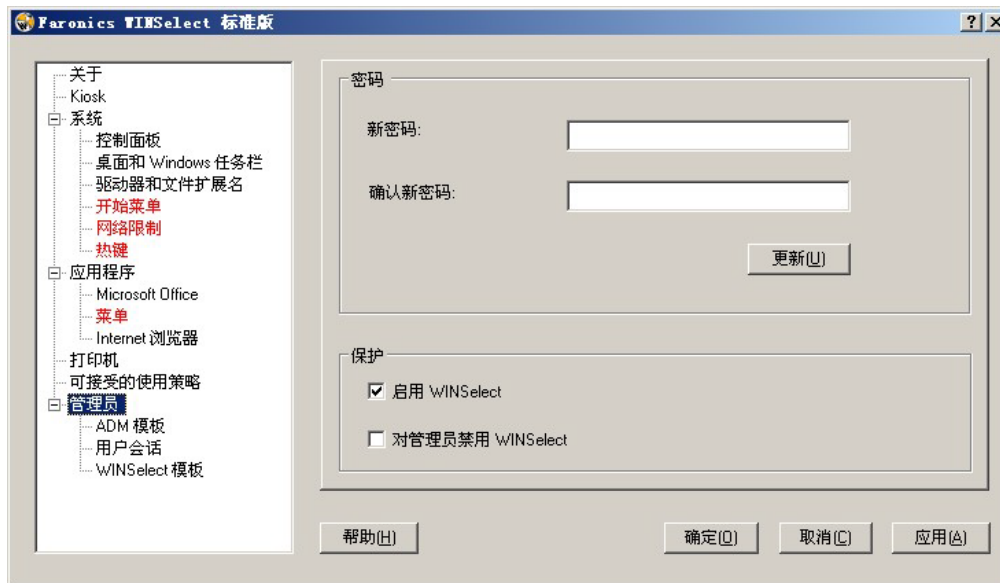 Faronics WINSelect 标准版
关于
Kiosk
系统
控制面板
桌面和 Windows 任务栏
驱动器和文件扩展名
开始菜单
网络限制
热键
应用程序
Microsoft Office
菜单
Internet 浏览器
打印机
可接受的使用策略
管理员
ADM 模板
用户会话
WINSelect 模板
密码
新密码:
确认新密码:
更新(U)
保护
启用 WINSelect
对管理员禁用 WINSelect
帮助(H)
确定(O)
取消(C)
应用(A)